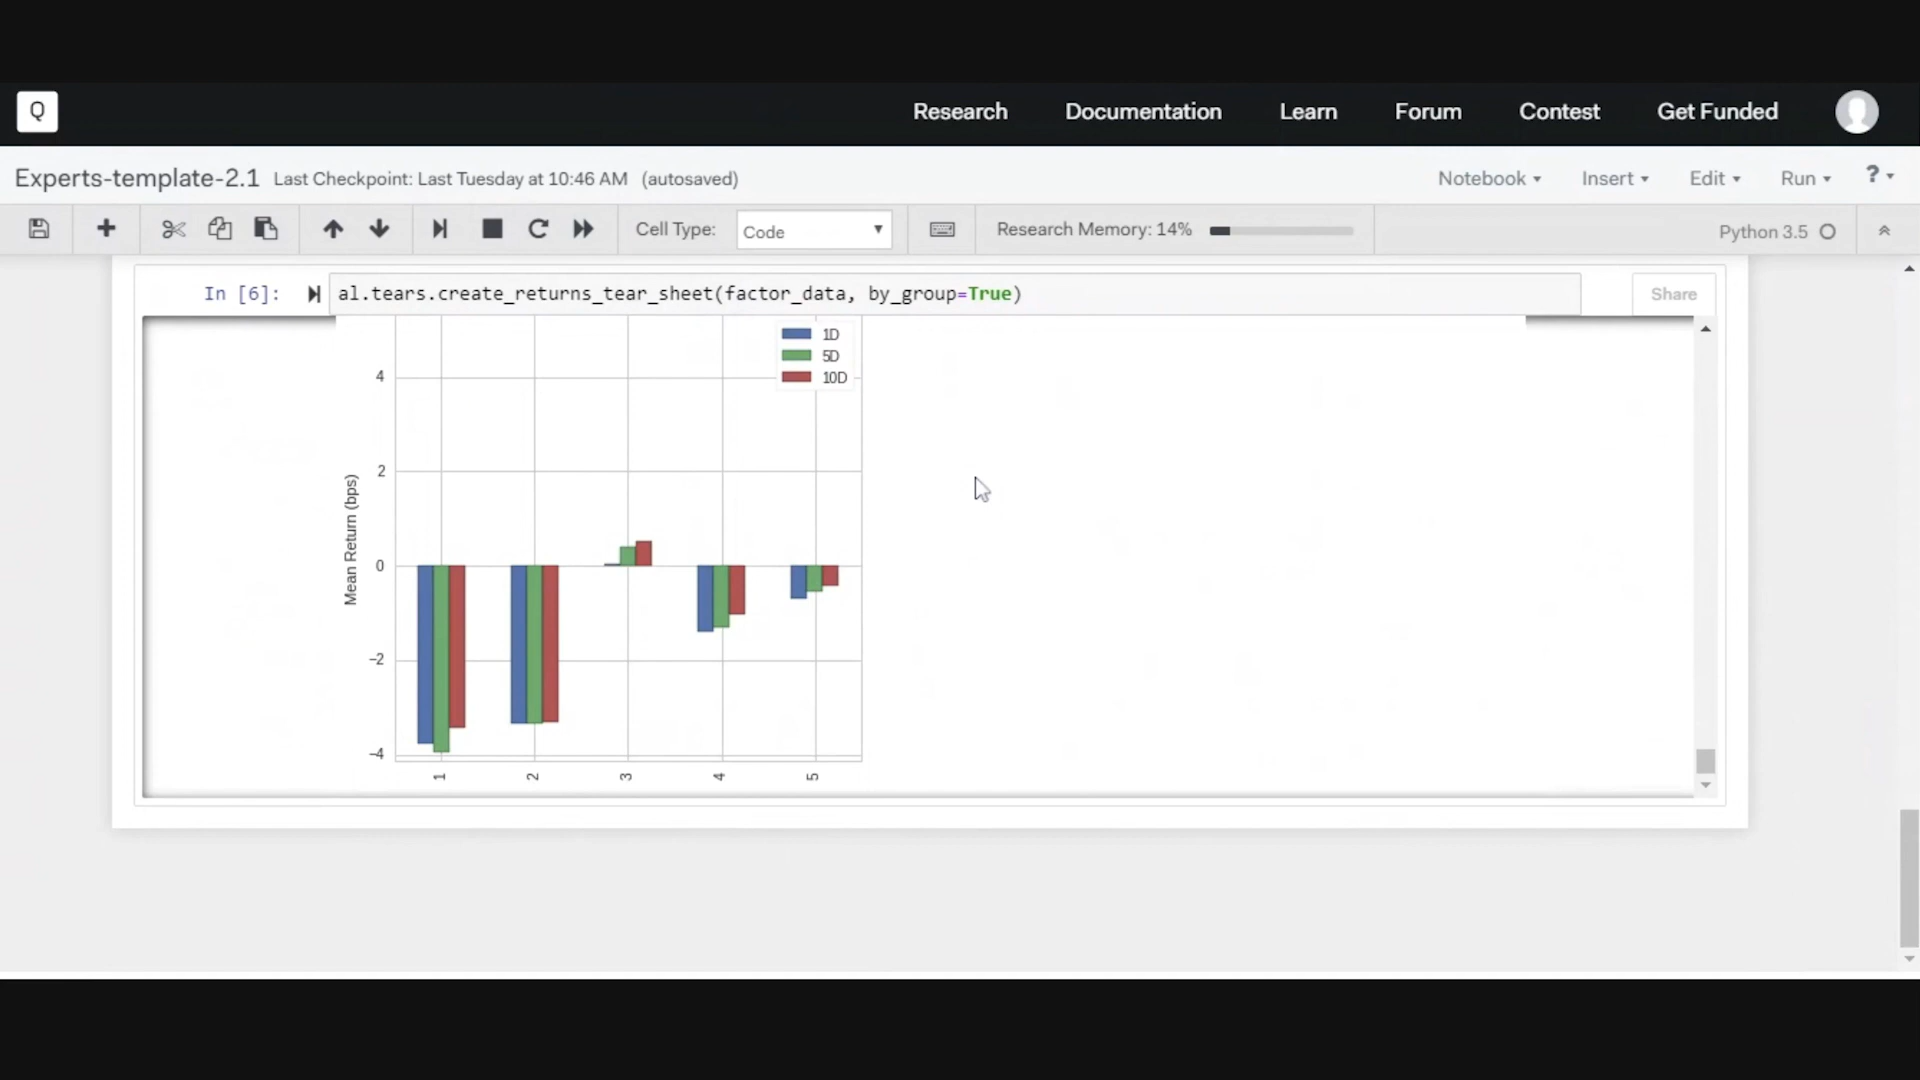 Q
Research Documentation Learn Forum Contest Get Funded
Experts-template-2.1 Last Checkpoint: Last Tuesday at 10:46 AM (autosaved)
Notebook Insert Edit Run ?
Cell Type: Code Research Memory: 14% Python 3.5
In [6]: al.tears.create_returns_tear_sheet(factor_data, by_group=True) Share
1D
5D
10D
4
2
0
−2
−4
Mean Return (bps)
1 2 3 4 5